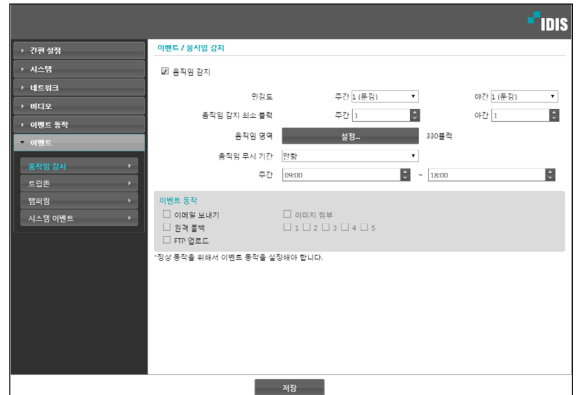 IDIS
간편 설정
시스템
네트워크
비디오
이벤트 동작
이벤트
움직임 감지
트립존
탬퍼링
시스템 이벤트
이벤트 / 움직임 감지
움직임 감지
민감도 주간 1 (둔감) 야간 1 (둔감)
움직임 감지 최소 블럭 주간 1 야간 1
움직임 영역 설정... 330블럭
움직임 무시 기간 안함
주간 09:00 ~ 18:00
이벤트 동작
이메일 보내기 이미지 첨부
원격 콜백 1 2 3 4 5
FTP 업로드
*정상 동작을 위해서 이벤트 동작을 설정해야 합니다.
저장